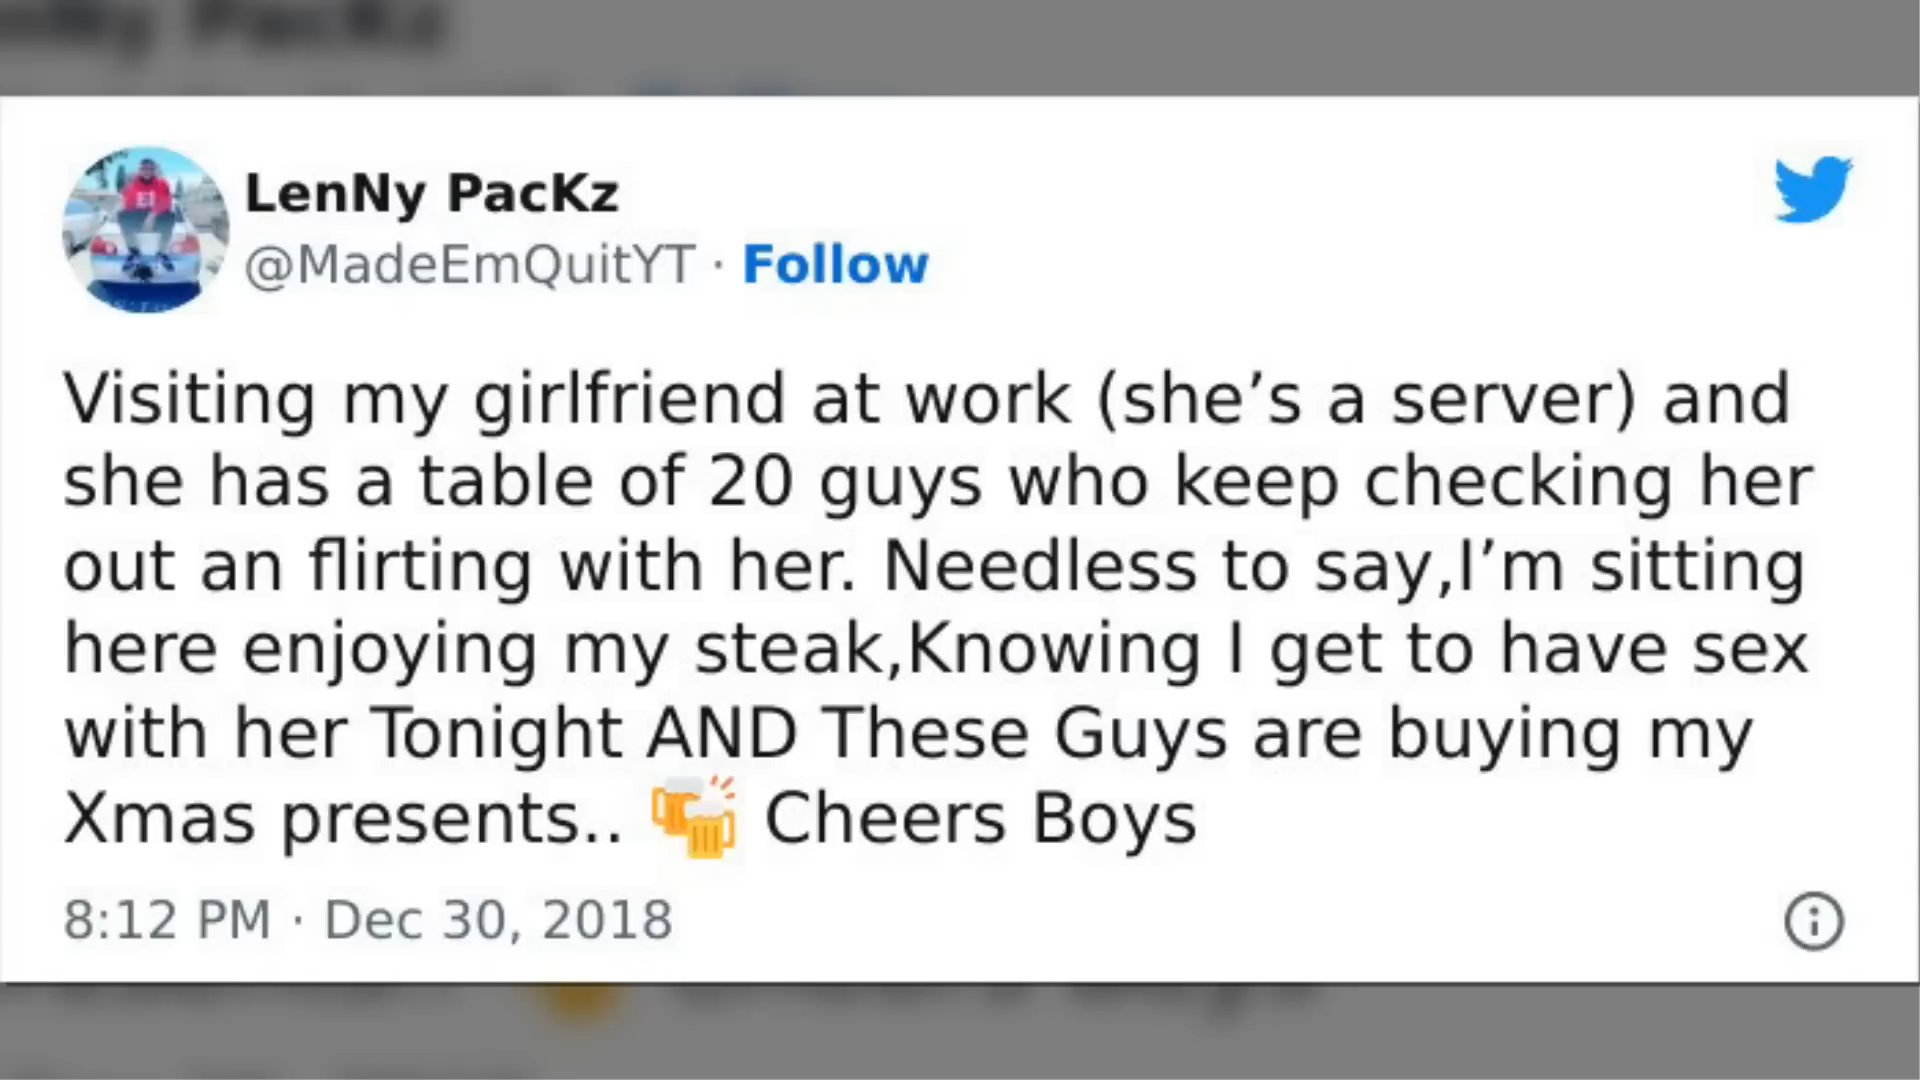 LenNy PacKz
@MadeEmQuitYT · Follow
Visiting my girlfriend at work (she’s a server) and
she has a table of 20 guys who keep checking her
out an flirting with her. Needless to say,I’m sitting
here enjoying my steak,Knowing I get to have sex
with her Tonight AND These Guys are buying my
Xmas presents.. 🍻 Cheers Boys
8:12 PM · Dec 30, 2018